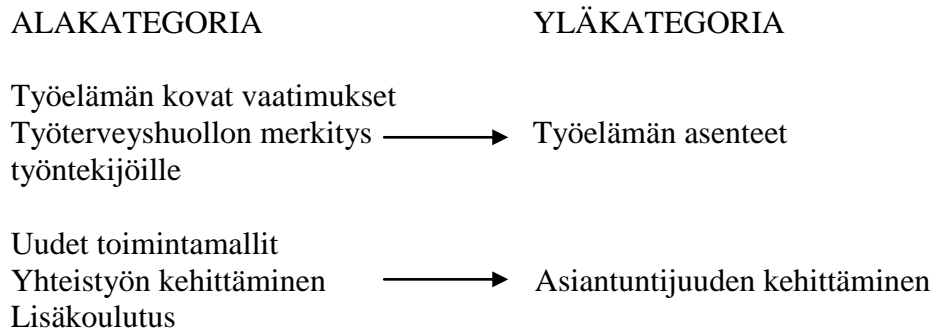 ALAKATEGORIA YLÄKATEGORIA
Työelämän kovat vaatimukset
Työterveyshuollon merkitys Työelämän asenteet
työntekijöille
Uudet toimintamallit
Yhteistyön kehittäminen Asiantuntijuuden kehittäminen
Lisäkoulutus